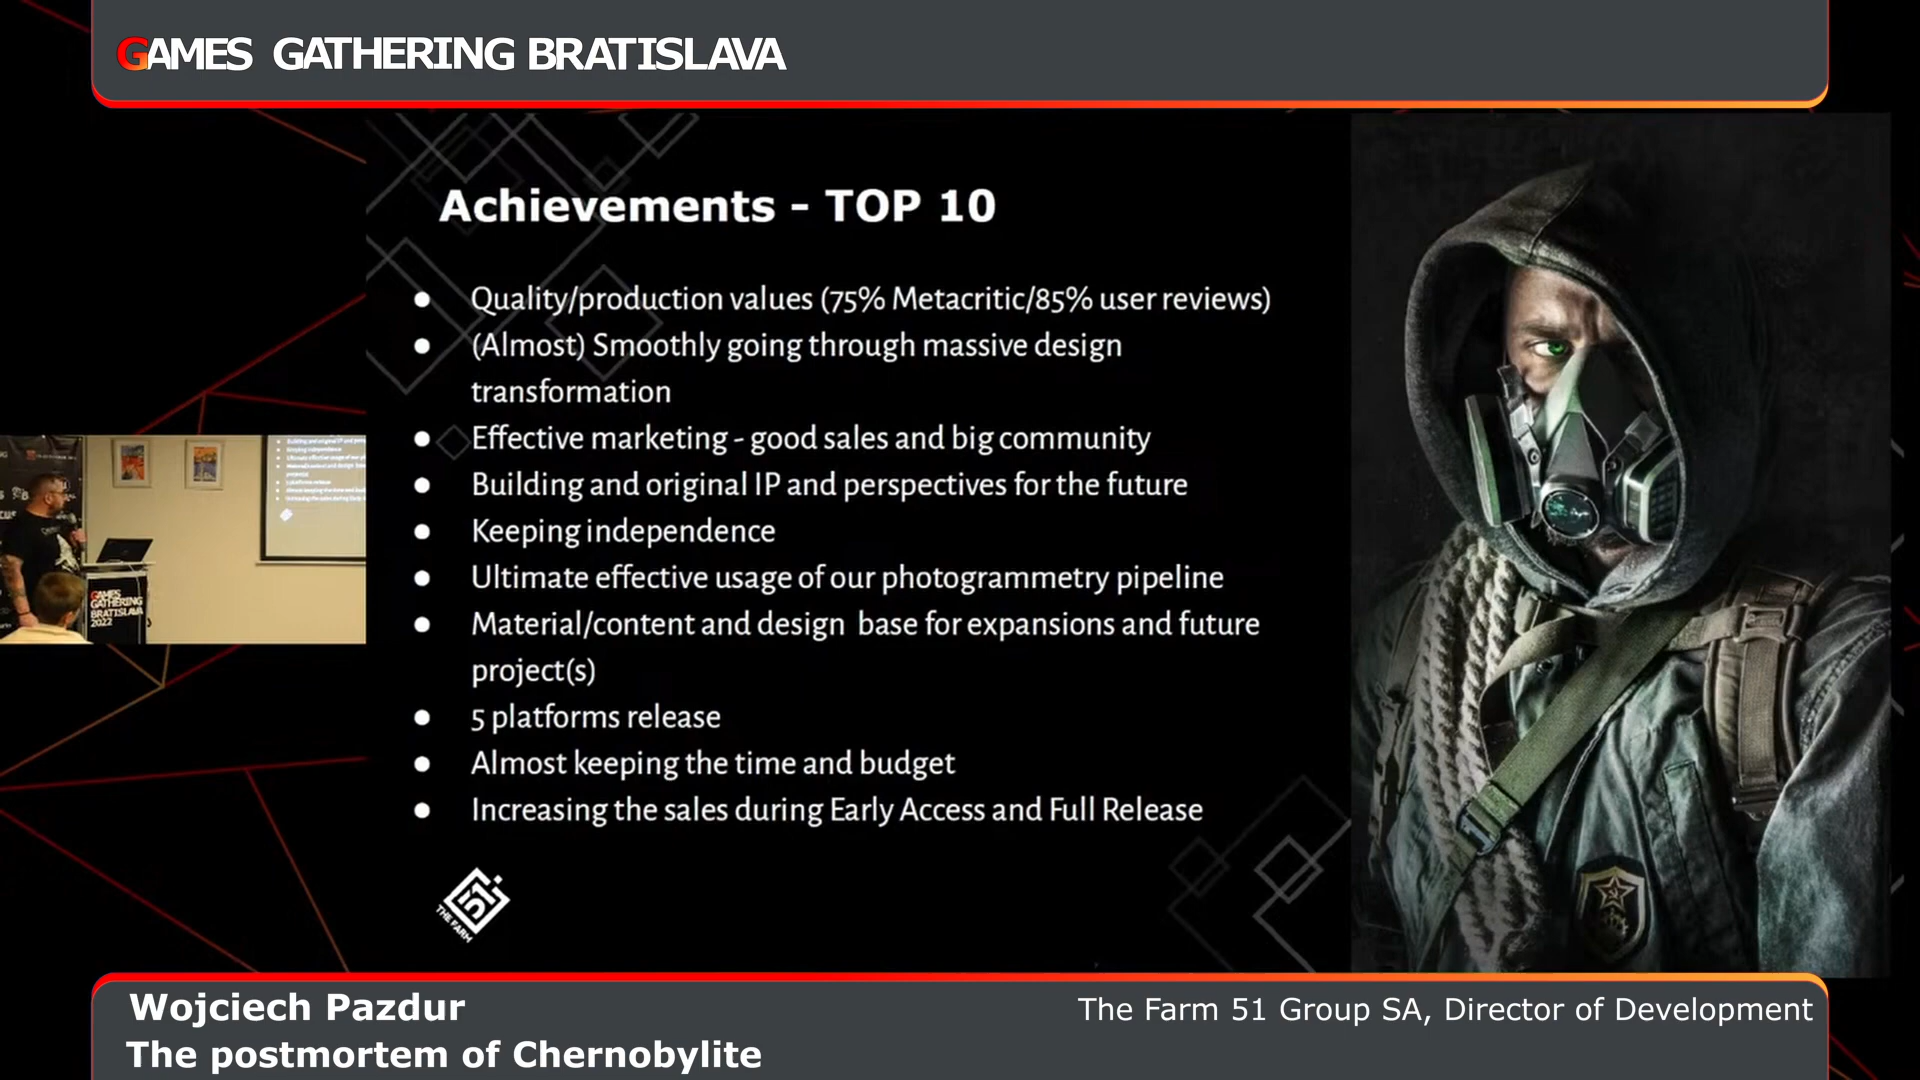 GAMES GATHERING BRATISLAVA
Achievements - TOP 10
● Quality/production values (75% Metacritic/85% user reviews)
● (Almost) Smoothly going through massive design
transformation
● Effective marketing - good sales and big community
● Building and original IP and perspectives for the future
● Keeping independence
● Ultimate effective usage of our photogrammetry pipeline
● Material/content and design base for expansions and future
project(s)
● 5 platforms release
● Almost keeping the time and budget
● Increasing the sales during Early Access and Full Release
51
THE FARM
GAMES
GATHERING
BRATISLAVA
2022
Wojciech Pazdur
The Farm 51 Group SA, Director of Development
The postmortem of Chernobylite